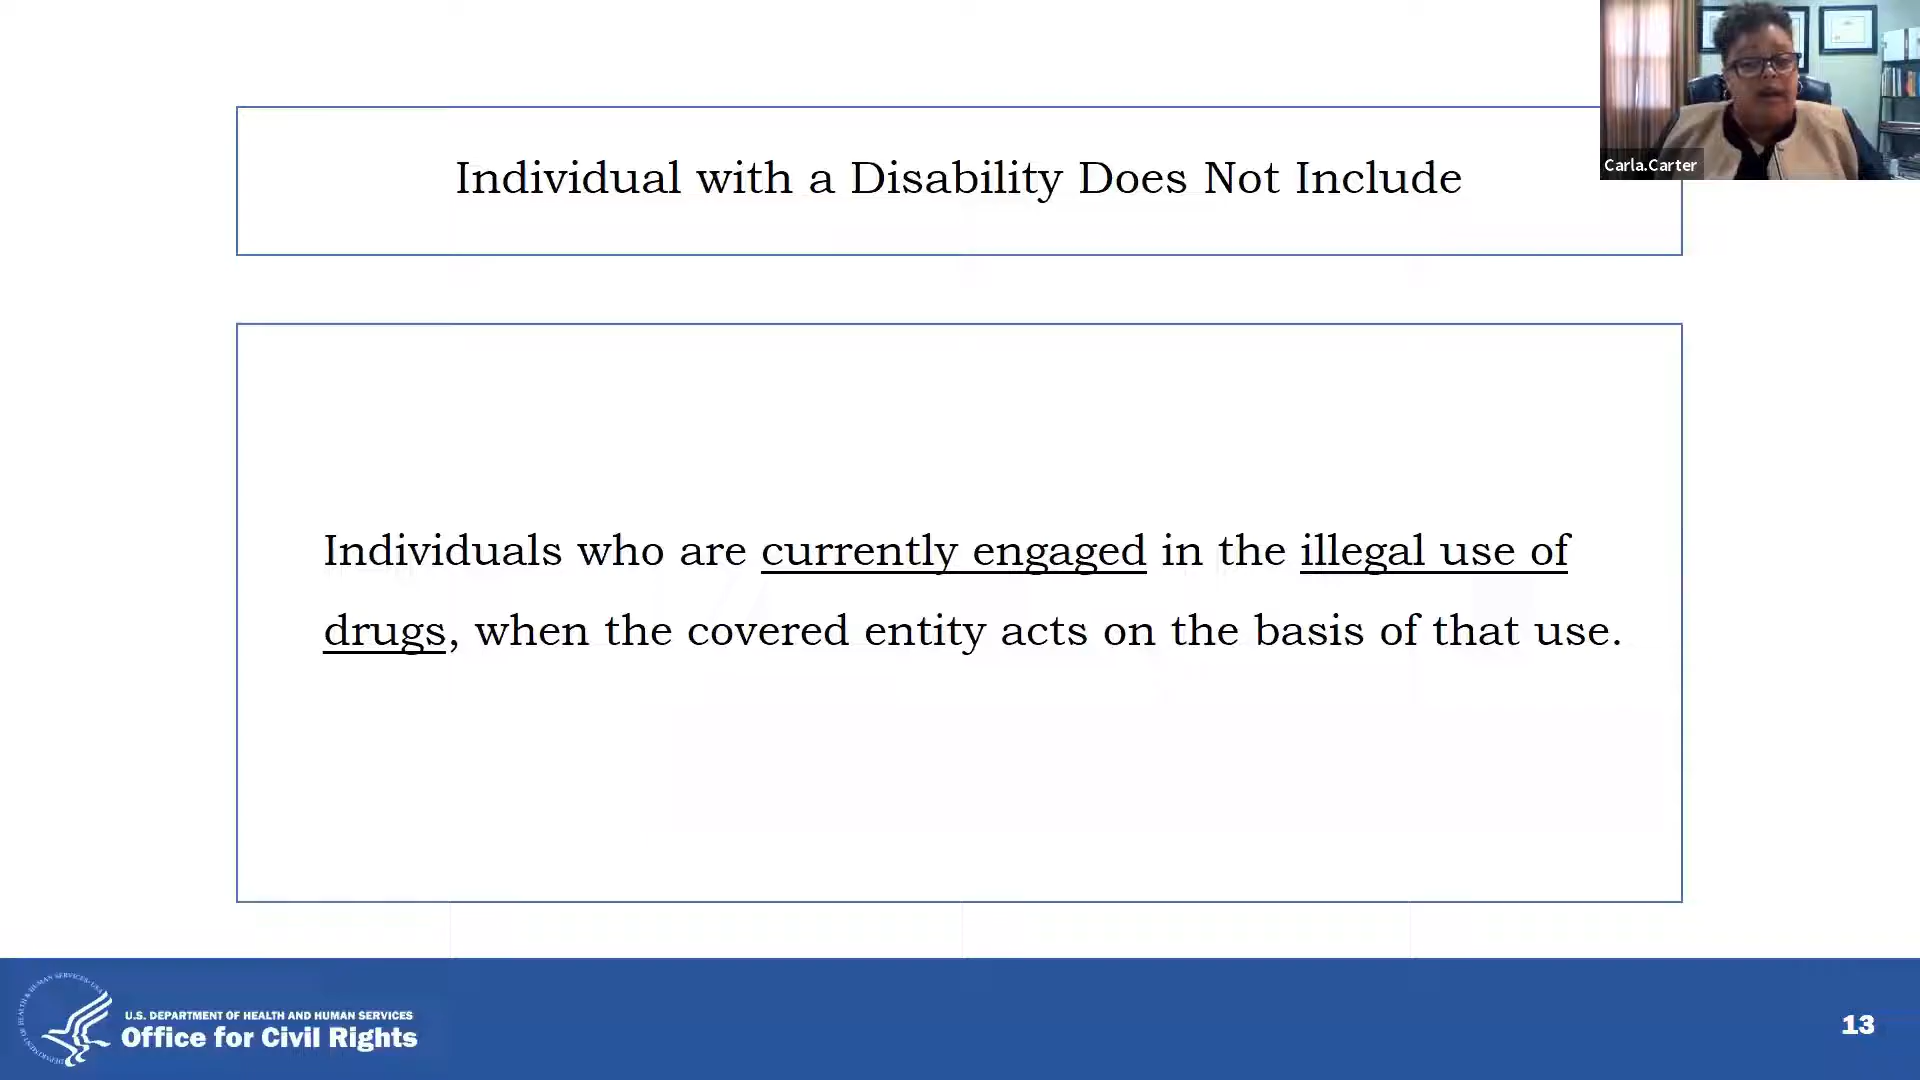 Individual with a Disability Does Not Include
Carla.Carter
Individuals who are currently engaged in the illegal use of
drugs, when the covered entity acts on the basis of that use.
U.S. DEPARTMENT OF HEALTH AND HUMAN SERVICES
Office for Civil Rights
13